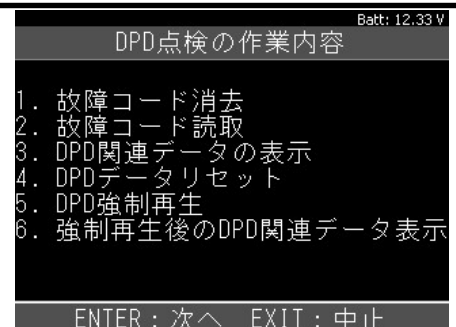 Batt: 12.33 V
DPD点検の作業内容
1. 故障コード消去
2. 故障コード読取
3. DPD関連データの表示
4. DPDデータリセット
5. DPD強制再生
6. 強制再生後のDPD関連データ表示
ENTER：次へ EXIT：中止